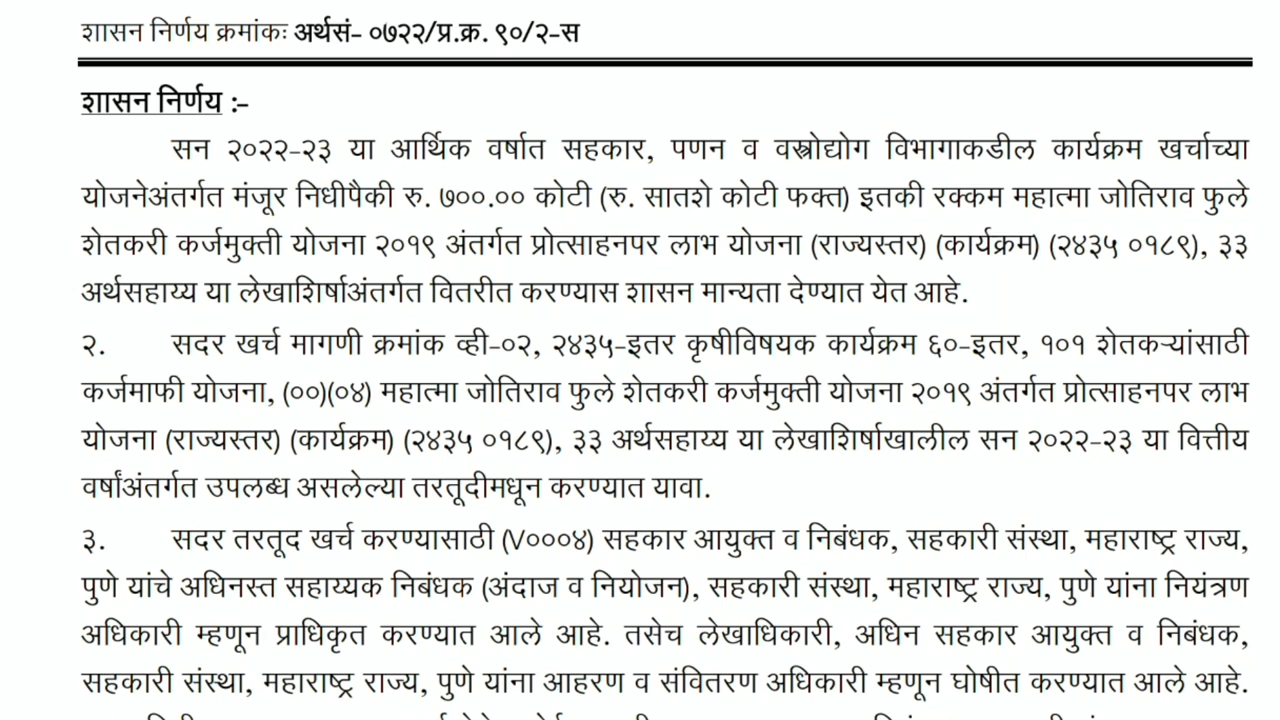 शासन निर्णय क्रमांकः अर्थसं- ०७२२/प्र.क्र. ९०/२-स
शासन निर्णय :-
सन २०२२-२३ या आर्थिक वर्षात सहकार, पणन व वस्त्रोद्योग विभागाकडील कार्यक्रम खर्चाच्या
योजनेअंतर्गत मंजूर निधीपैकी रु. ७००.०० कोटी (रु. सातशे कोटी फक्त) इतकी रक्कम महात्मा जोतिराव फुले
शेतकरी कर्जमुक्ती योजना २०१९ अंतर्गत प्रोत्साहनपर लाभ योजना (राज्यस्तर) (कार्यक्रम) (२४३५ ०१८९), ३३
अर्थसहाय्य या लेखाशिर्षाअंतर्गत वितरीत करण्यास शासन मान्यता देण्यात येत आहे.
२. सदर खर्च मागणी क्रमांक व्ही-०२, २४३५-इतर कृषीविषयक कार्यक्रम ६०-इतर, १०१ शेतकऱ्यांसाठी
कर्जमाफी योजना, (००)(०४) महात्मा जोतिराव फुले शेतकरी कर्जमुक्ती योजना २०१९ अंतर्गत प्रोत्साहनपर लाभ
योजना (राज्यस्तर) (कार्यक्रम) (२४३५ ०१८९), ३३ अर्थसहाय्य या लेखाशिर्षाखालील सन २०२२-२३ या वित्तीय
वर्षांअंतर्गत उपलब्ध असलेल्या तरतूदीमधून करण्यात यावा.
३. सदर तरतूद खर्च करण्यासाठी (V०००४) सहकार आयुक्त व निबंधक, सहकारी संस्था, महाराष्ट्र राज्य,
पुणे यांचे अधिनस्त सहाय्यक निबंधक (अंदाज व नियोजन), सहकारी संस्था, महाराष्ट्र राज्य, पुणे यांना नियंत्रण
अधिकारी म्हणून प्राधिकृत करण्यात आले आहे. तसेच लेखाधिकारी, अधिन सहकार आयुक्त व निबंधक,
सहकारी संस्था, महाराष्ट्र राज्य, पुणे यांना आहरण व संवितरण अधिकारी म्हणून घोषीत करण्यात आले आहे.